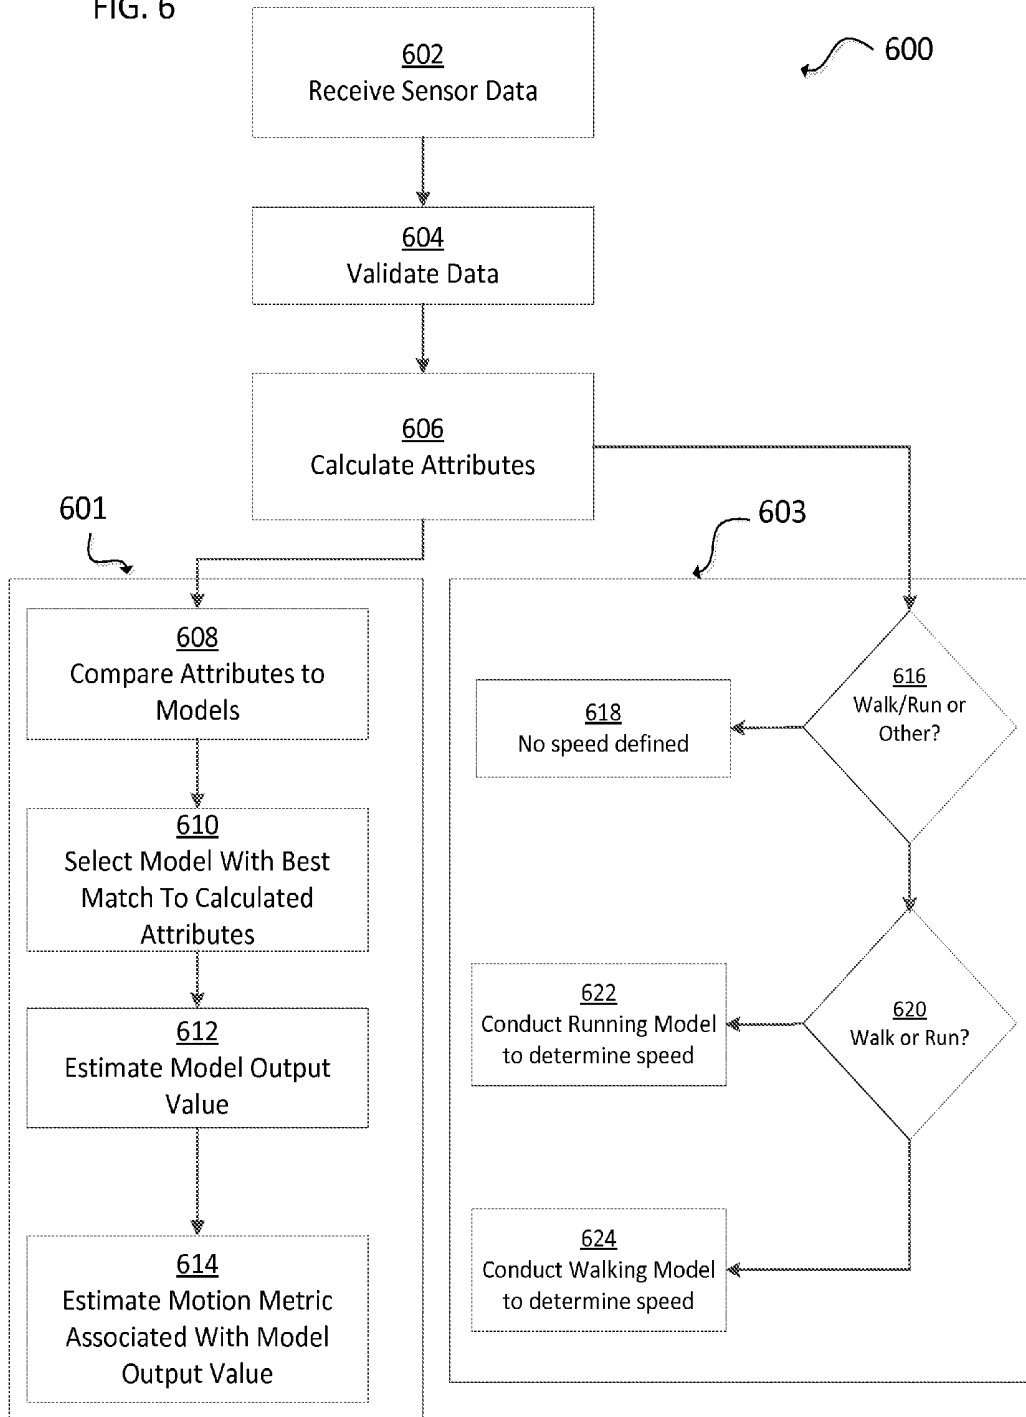 FIG. 6
602
Receive Sensor Data
600
604
Validate Data
606
Calculate Attributes
601
603
608
Compare Attributes to
Models
610
Select Model With Best
Match To Calculated
Attributes
612
Estimate Model Output
Value
614
Estimate Motion Metric
Associated With Model
Output Value
616
Walk/Run or
Other?
618
No speed defined
620
Walk or Run?
622
Conduct Running Model
to determine speed
624
Conduct Walking Model
to determine speed